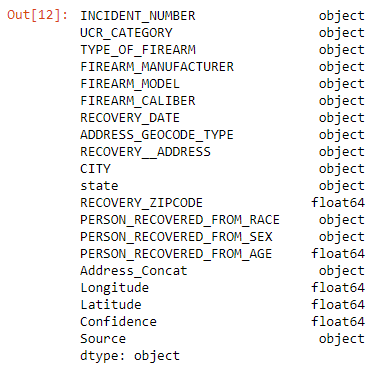 Out[12]: INCIDENT_NUMBER object
UCR_CATEGORY object
TYPE_OF_FIREARM object
FIREARM_MANUFACTURER object
FIREARM_MODEL object
FIREARM_CALIBER object
RECOVERY_DATE object
ADDRESS_GEOCODE_TYPE object
RECOVERY__ADDRESS object
CITY object
state object
RECOVERY_ZIPCODE float64
PERSON_RECOVERED_FROM_RACE object
PERSON_RECOVERED_FROM_SEX object
PERSON_RECOVERED_FROM_AGE float64
Address_Concat object
Longitude float64
Latitude float64
Confidence float64
Source object
dtype: object